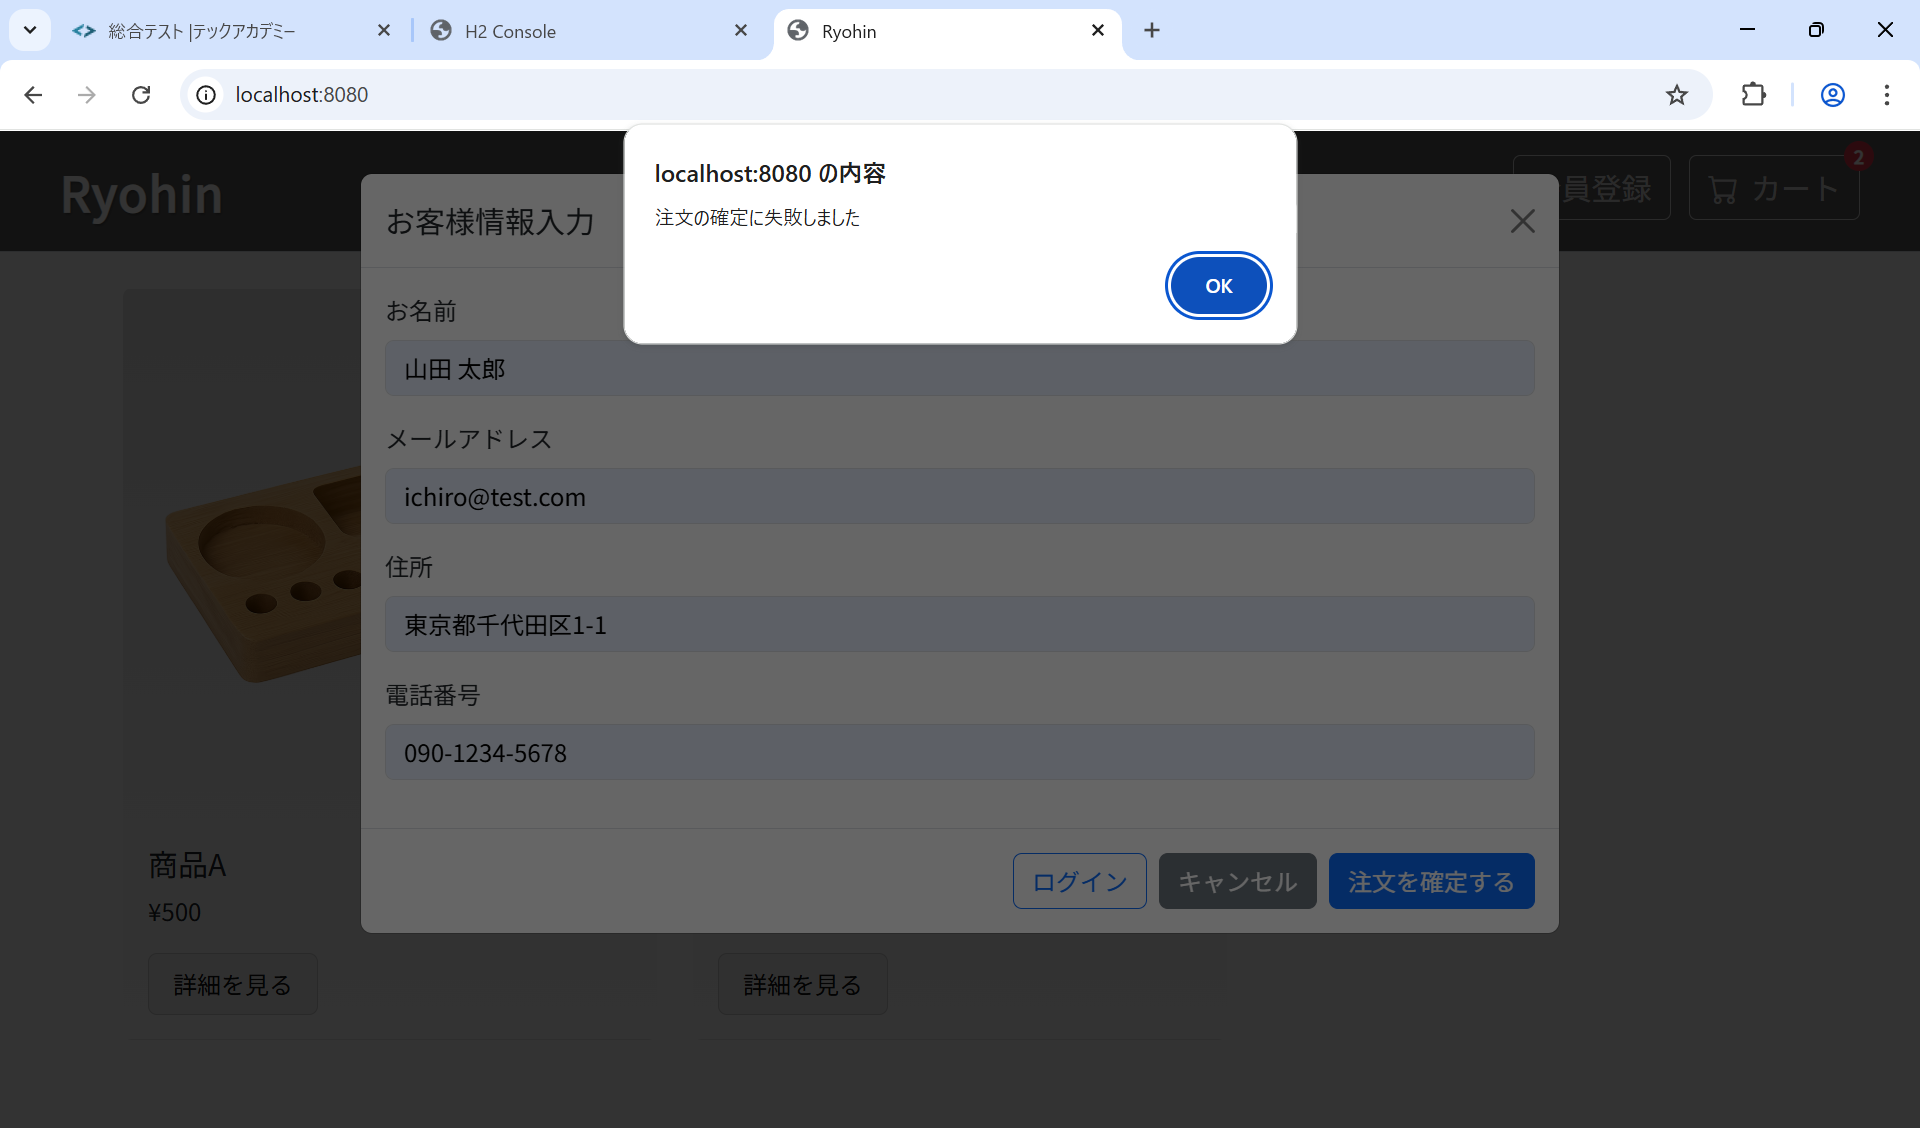 総合テスト |テックアカデミー
H2 Console
Ryohin
localhost:8080
Ryohin
員登録
カート
2
localhost:8080 の内容
注文の確定に失敗しました
OK
お客様情報入力
お名前
山田 太郎
メールアドレス
ichiro@test.com
住所
東京都千代田区1-1
電話番号
090-1234-5678
ログイン
キャンセル
注文を確定する
商品A
¥500
詳細を見る
詳細を見る